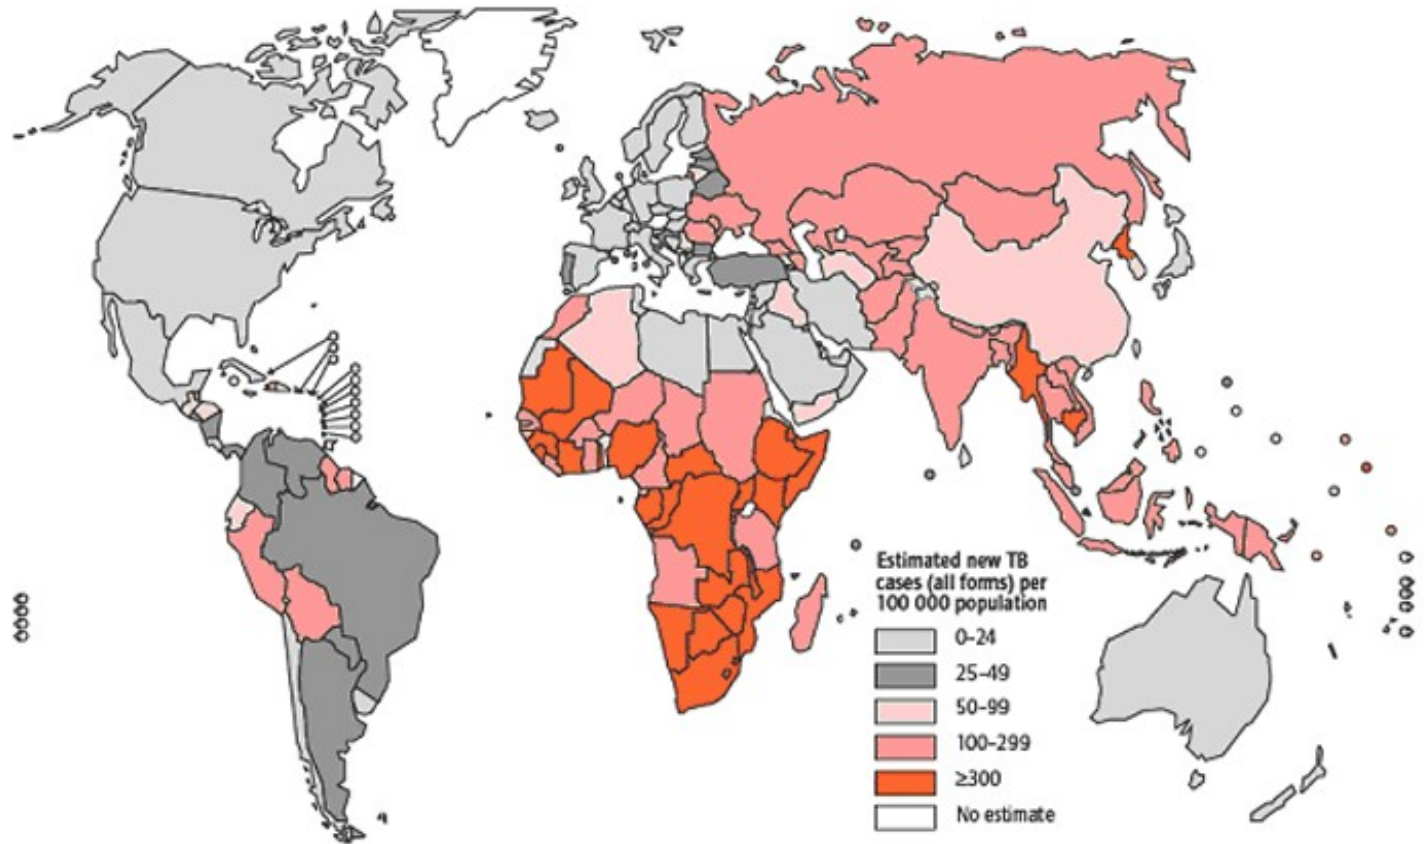 Estimated new TB
cases (all forms) per
100 000 population
0–24
25–49
50–99
100–299
≥300
No estimate